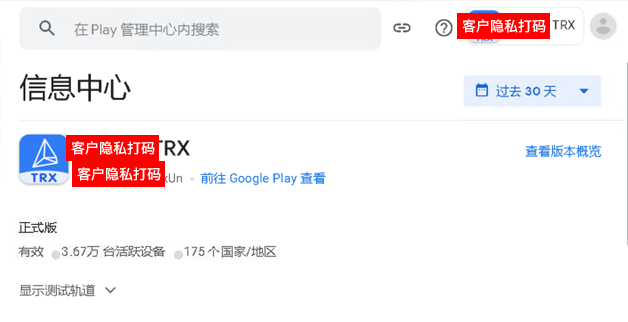 在 Play 管理中心内搜索
客户隐私打码 TRX
信息中心
过去 30 天
客户隐私打码 TRX
TRX
查看版本概览
客户隐私打码 Un • 前往 Google Play 查看
正式版
有效 3.67万 台活跃设备 175 个国家/地区
显示测试轨道